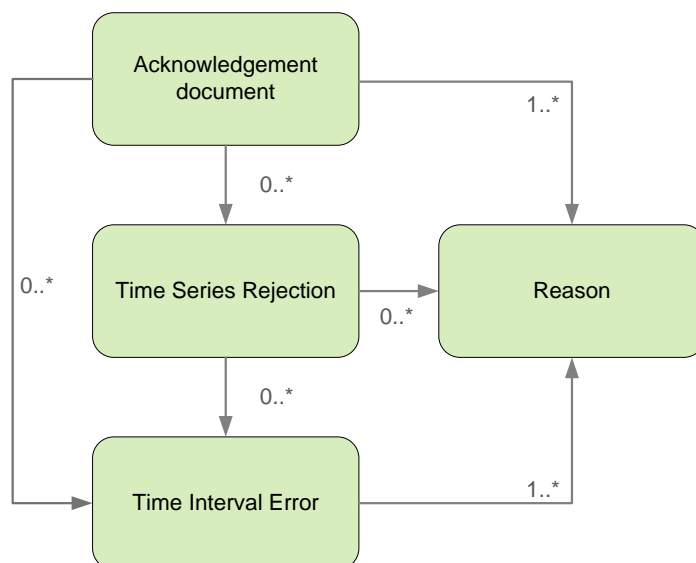 Acknowledgement
document
1..*
0..*
0..*
Time Series Rejection
0..*
Reason
0..*
Time Interval Error
1..*